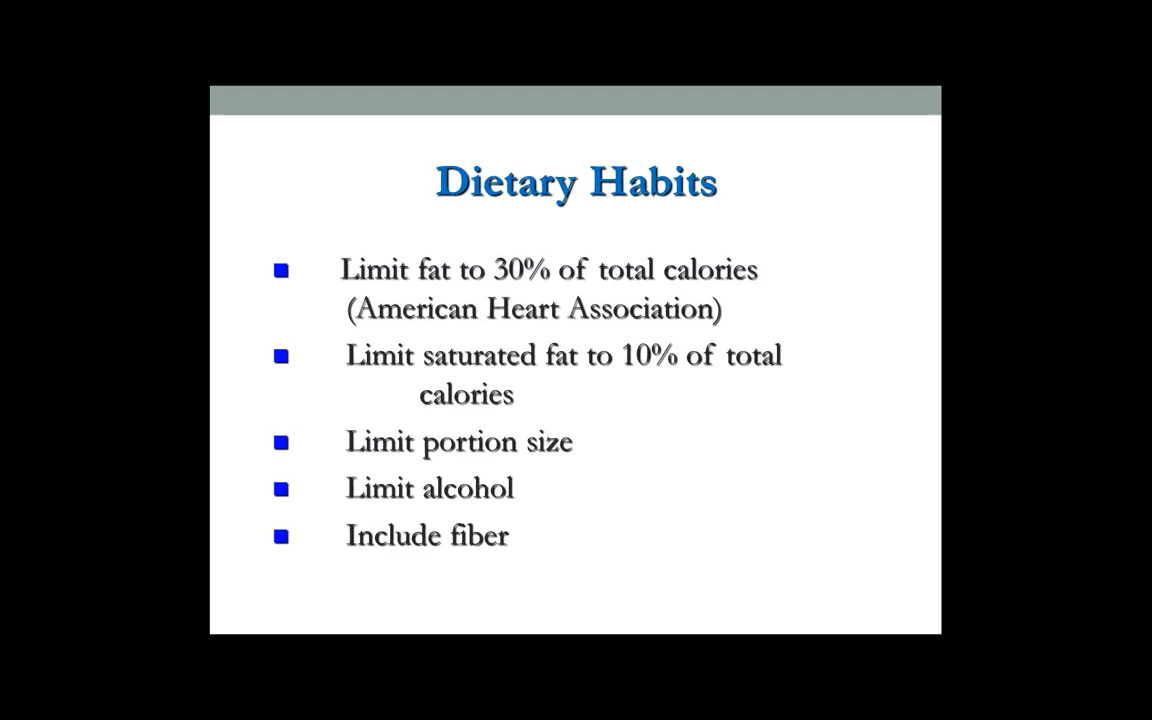 Dietary Habits
Limit fat to 30% of total calories
(American Heart Association)
Limit saturated fat to 10% of total
calories
Limit portion size
Limit alcohol
Include fiber